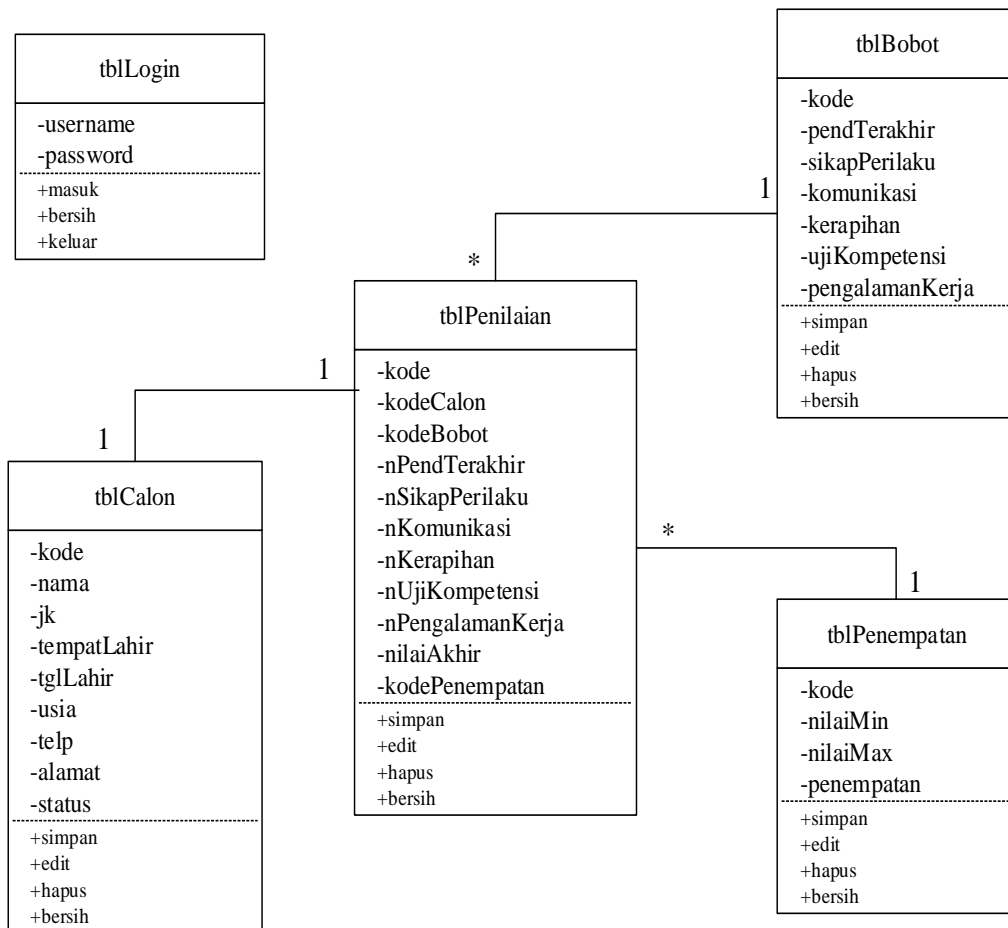 tblLogin
-username
-password
+masuk
+bersih
+keluar
tblBobot
-kode
-pendTerakhir
-sikapPerilaku
-komunikasi
-kerapihan
-ujiKompetensi
-pengalamanKerja
+simpan
+edit
+hapus
+bersih
1
*
tblPenilaian
-kode
-kodeCalon
-kodeBobot
-nPendTerakhir
-nSikapPerilaku
-nKomunikasi
-nKerapihan
-nUjiKompetensi
-nPengalamanKerja
-nilaiAkhir
-kodePenempatan
+simpan
+edit
+hapus
+bersih
1
1
tblCalon
-kode
-nama
-jk
-tempatLahir
-tglLahir
-usia
-telp
-alamat
-status
+simpan
+edit
+hapus
+bersih
*
1
tblPenempatan
-kode
-nilaiMin
-nilaiMax
-penempatan
+simpan
+edit
+hapus
+bersih